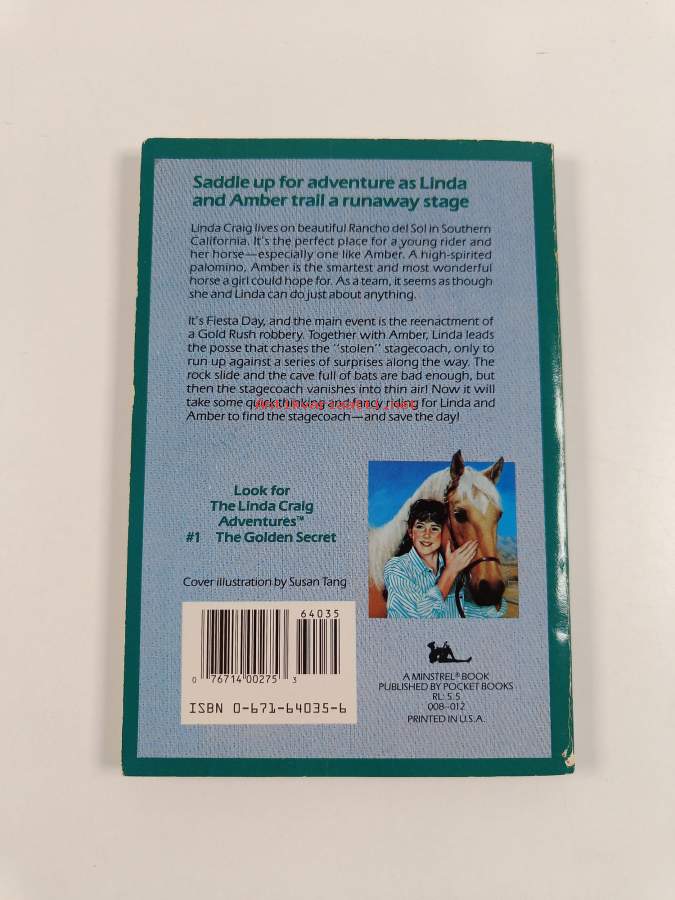 Saddle up for adventure as Linda
and Amber trail a runaway stage
Linda Craig lives on beautiful Rancho del Sol in Southern
California. It's the perfect place for a young rider and
her horse—especially one like Amber. A high-spirited
palomino, Amber is the smartest and most wonderful
horse a girl could hope for. As a team, it seems as though
she and Linda can do just about anything.
It's Fiesta Day, and the main event is the reenactment of
a Gold Rush robbery. Together with Amber, Linda leads
the posse that chases the "stolen" stagecoach, only to
run up against a series of surprises along the way. The
rock slide and the cave full of bats are bad enough, but
then the stagecoach vanishes into thin air! Now it will
take some quick thinking and fancy riding for Linda and
Antikvariaatti.net
Amber to find the stagecoach—and save the day!
Look for
The Linda Craig
Adventures™
#1 The Golden Secret
Cover illustration by Susan Tang
64035
0 76714 00275 3
ISBN 0-671-64035-6
A MINSTREL® BOOK
PUBLISHED BY POCKET BOOKS
RL: 5.5
008–012
PRINTED IN U.S.A.